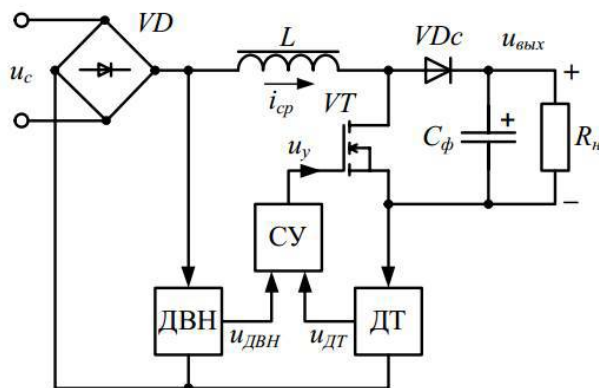 VD
L
VDc
u_вых
u_c
i_ср
VT
+
+
C_ф
R_н
u_у
−
СУ
ДВН
u_ДВН
u_ДТ
ДТ